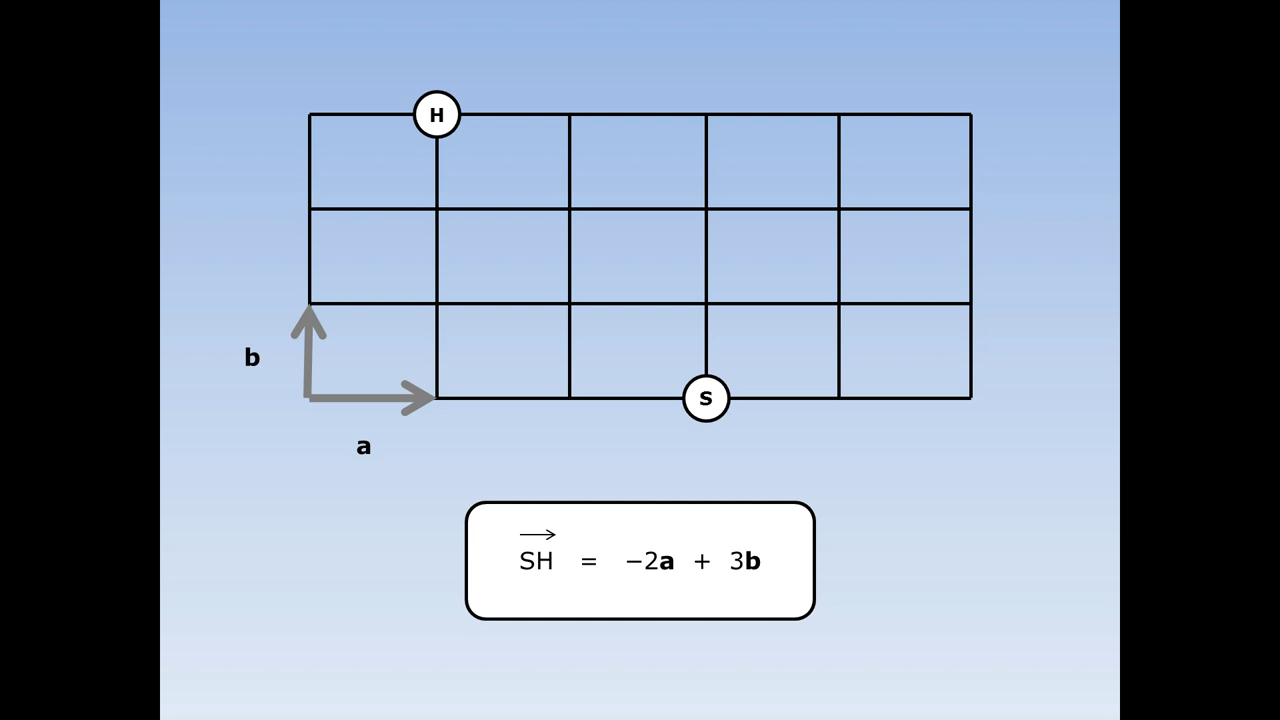 H
b
S
a
SH = −2a + 3b